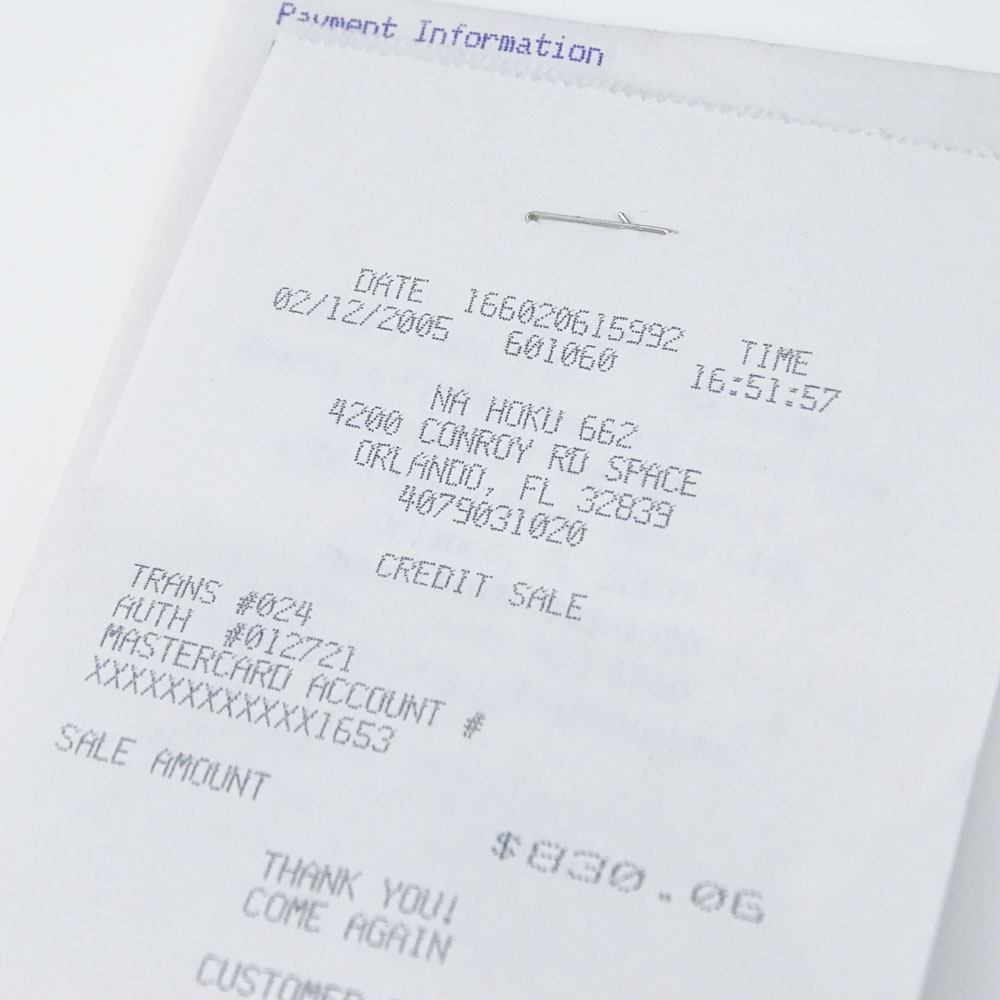 Payment Information
DATE 166020615992 TIME
02/12/2005 601060 16:51:57
NA HOKU 662
4200 CONROY RD SPACE
ORLANDO, FL 32839
4079031020
CREDIT SALE
TRANS #024
AUTH #012721
MASTERCARD ACCOUNT #
XXXXXXXXXXXX1653
SALE AMOUNT
$830.06
THANK YOU!
COME AGAIN
CUSTOMER